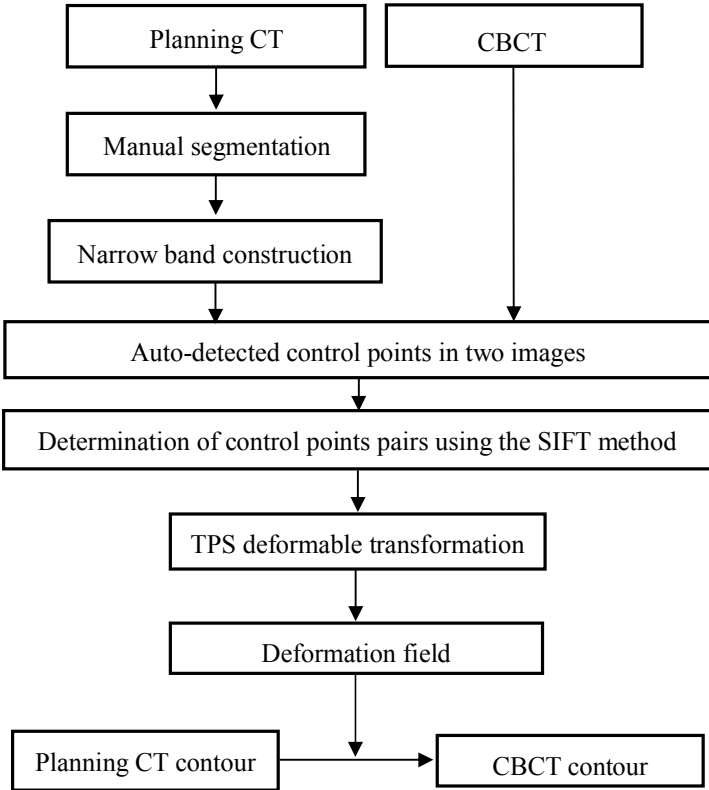 Planning CT
CBCT
Manual segmentation
Narrow band construction
Auto-detected control points in two images
Determination of control points pairs using the SIFT method
TPS deformable transformation
Deformation field
Planning CT contour
CBCT contour